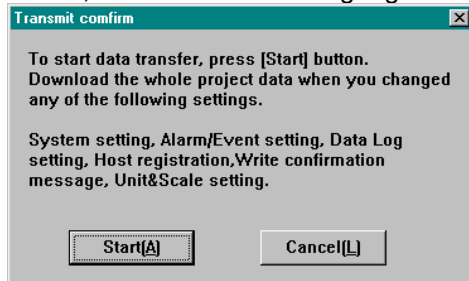 Transmit comfirm
To start data transfer, press [Start] button.
Download the whole project data when you changed
any of the following settings.
System setting, Alarm/Event setting, Data Log
setting, Host registration,Write confirmation
message, Unit&Scale setting.
Start(A) Cancel(L)